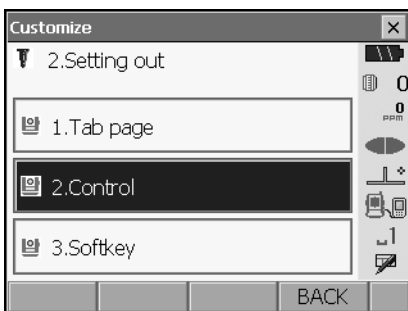 Customize
2.Setting out
0
0
PPM
1.Tab page
2.Control
3.Softkey
1
BACK